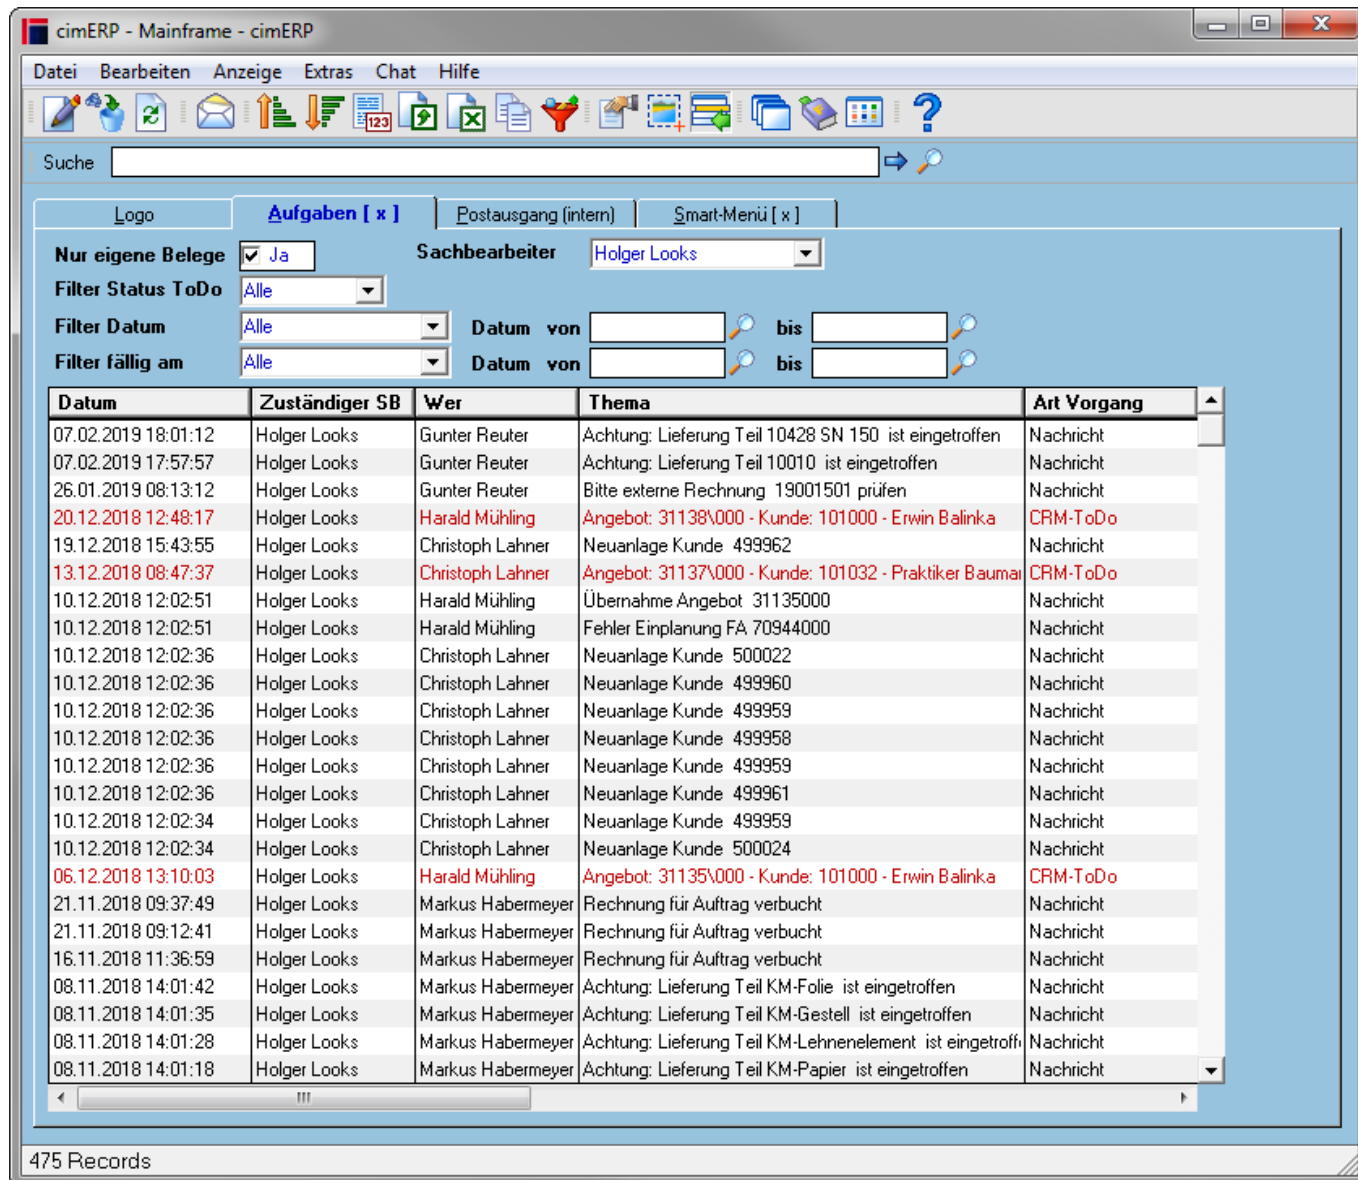 cimERP - Mainframe - cimERP
Datei Bearbeiten Anzeige Extras Chat Hilfe
123
Suche
Logo Aufgaben [ x ] Postausgang (intern) Smart-Menü [ x ]
Nur eigene Belege Ja Sachbearbeiter Holger Looks
Filter Status ToDo Alle
Filter Datum Alle Datum von bis
Filter fällig am Alle Datum von bis
Datum Zuständiger SB Wer Thema Art Vorgang
07.02.2019 18:01:12 Holger Looks Gunter Reuter Achtung: Lieferung Teil 10428 SN 150 ist eingetroffen Nachricht
07.02.2019 17:57:57 Holger Looks Gunter Reuter Achtung: Lieferung Teil 10010 ist eingetroffen Nachricht
26.01.2019 08:13:12 Holger Looks Gunter Reuter Bitte externe Rechnung 19001501 prüfen Nachricht
20.12.2018 12:48:17 Holger Looks Harald Mühling Angebot: 31138\000 - Kunde: 101000 - Erwin Balinka CRM-ToDo
19.12.2018 15:43:55 Holger Looks Christoph Lahner Neuanlage Kunde 499962 Nachricht
13.12.2018 08:47:37 Holger Looks Christoph Lahner Angebot: 31137\000 - Kunde: 101032 - Praktiker Baumar CRM-ToDo
10.12.2018 12:02:51 Holger Looks Harald Mühling Übernahme Angebot 31135000 Nachricht
10.12.2018 12:02:51 Holger Looks Harald Mühling Fehler Einplanung FA 70944000 Nachricht
10.12.2018 12:02:36 Holger Looks Christoph Lahner Neuanlage Kunde 500022 Nachricht
10.12.2018 12:02:36 Holger Looks Christoph Lahner Neuanlage Kunde 499960 Nachricht
10.12.2018 12:02:36 Holger Looks Christoph Lahner Neuanlage Kunde 499959 Nachricht
10.12.2018 12:02:36 Holger Looks Christoph Lahner Neuanlage Kunde 499958 Nachricht
10.12.2018 12:02:36 Holger Looks Christoph Lahner Neuanlage Kunde 499959 Nachricht
10.12.2018 12:02:36 Holger Looks Christoph Lahner Neuanlage Kunde 499961 Nachricht
10.12.2018 12:02:34 Holger Looks Christoph Lahner Neuanlage Kunde 499959 Nachricht
10.12.2018 12:02:34 Holger Looks Christoph Lahner Neuanlage Kunde 500024 Nachricht
06.12.2018 13:10:03 Holger Looks Harald Mühling Angebot: 31135\000 - Kunde: 101000 - Erwin Balinka CRM-ToDo
21.11.2018 09:37:49 Holger Looks Markus Habermeyer Rechnung für Auftrag verbucht Nachricht
21.11.2018 09:12:41 Holger Looks Markus Habermeyer Rechnung für Auftrag verbucht Nachricht
16.11.2018 11:36:59 Holger Looks Markus Habermeyer Rechnung für Auftrag verbucht Nachricht
08.11.2018 14:01:42 Holger Looks Markus Habermeyer Achtung: Lieferung Teil KM-Folie ist eingetroffen Nachricht
08.11.2018 14:01:35 Holger Looks Markus Habermeyer Achtung: Lieferung Teil KM-Gestell ist eingetroffen Nachricht
08.11.2018 14:01:28 Holger Looks Markus Habermeyer Achtung: Lieferung Teil KM-Lehnenelement ist eingetroff Nachricht
08.11.2018 14:01:18 Holger Looks Markus Habermeyer Achtung: Lieferung Teil KM-Papier ist eingetroffen Nachricht
475 Records